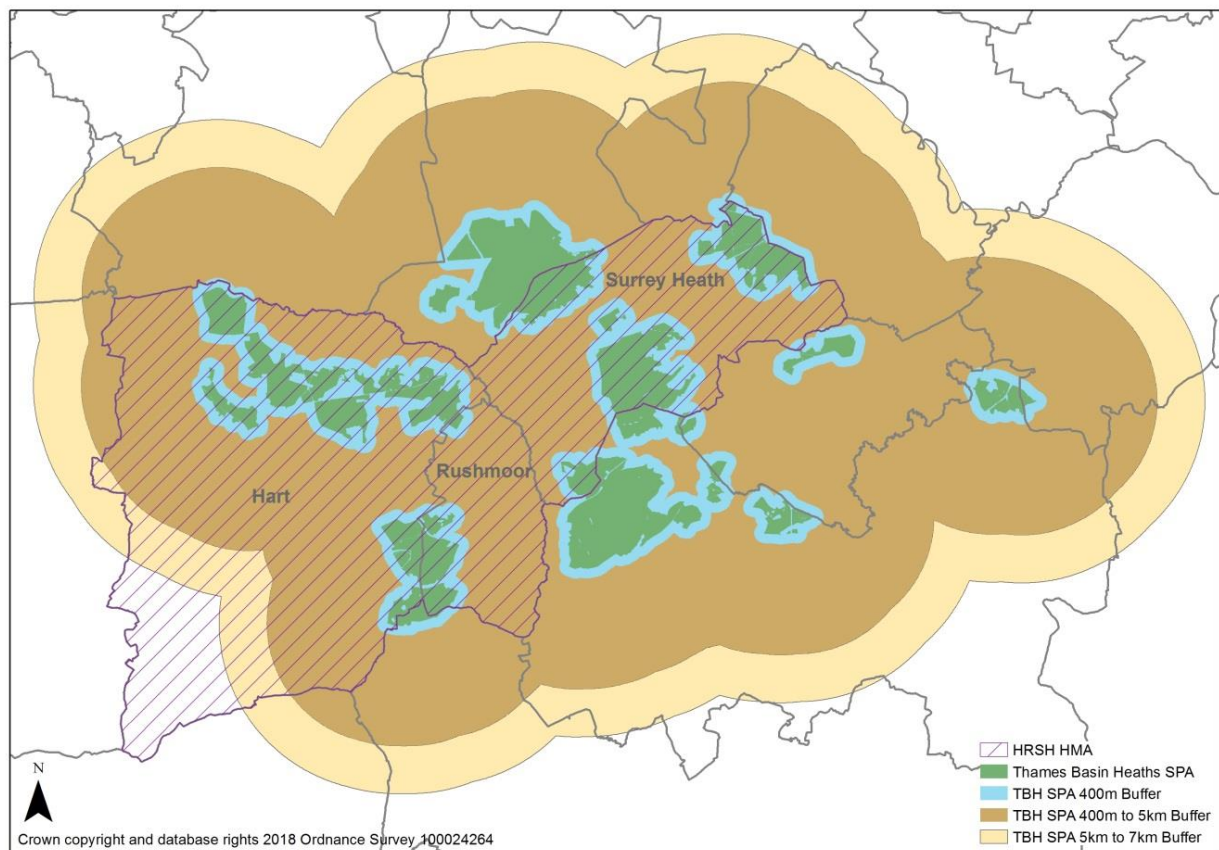 Surrey Heath
Rushmoor
Hart
HRSH HMA
Thames Basin Heaths SPA
TBH SPA 400m Buffer
TBH SPA 400m to 5km Buffer
TBH SPA 5km to 7km Buffer
N
Crown copyright and database rights 2018 Ordnance Survey 100024264